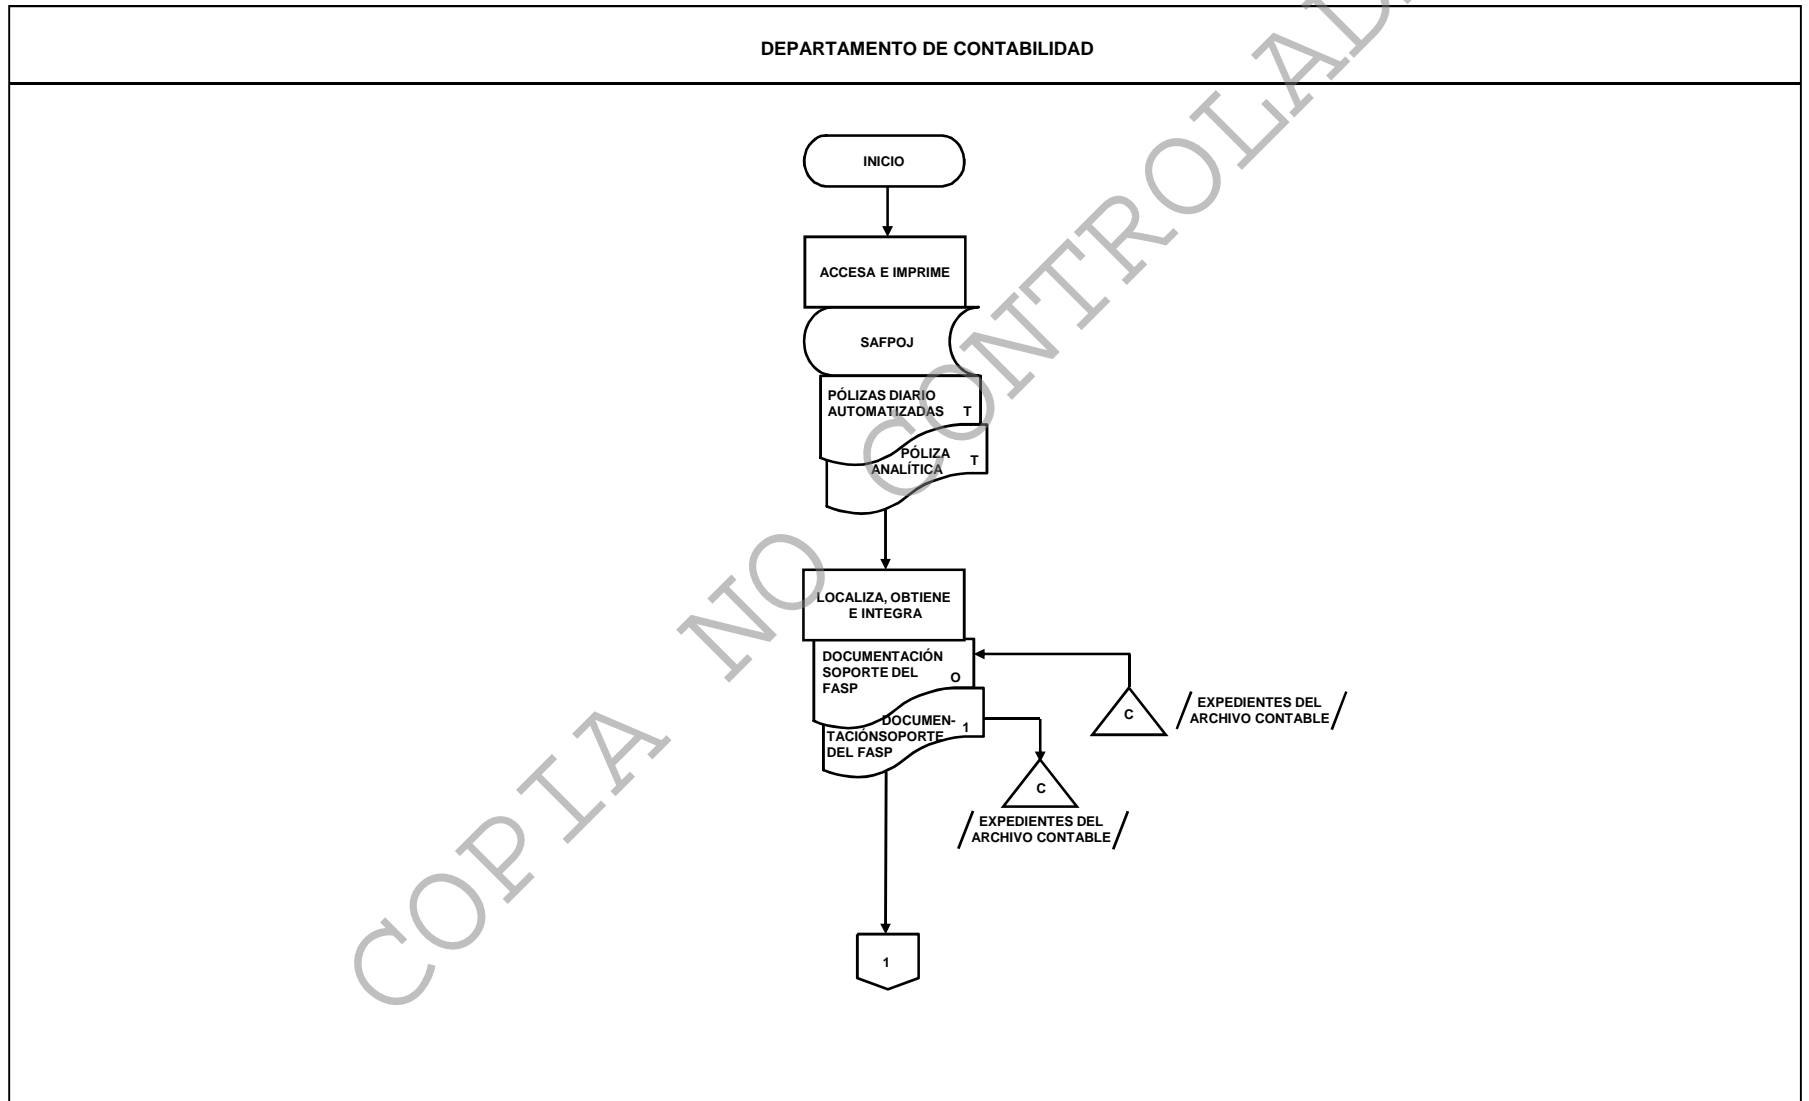 DEPARTAMENTO DE CONTABILIDAD
INICIO
ACCESA E IMPRIME
SAFPOJ
PÓLIZAS DIARIO
AUTOMATIZADAS T
PÓLIZA
ANALÍTICA T
LOCALIZA, OBTIENE
E INTEGRA
DOCUMENTACIÓN
SOPORTE DEL
FASP O
DOCUMEN-
TACIÓNSOPORTE 1
DEL FASP
C
/ EXPEDIENTES DEL
ARCHIVO CONTABLE /
C
/ EXPEDIENTES DEL
ARCHIVO CONTABLE /
1
COPIA NO CONTROLAD